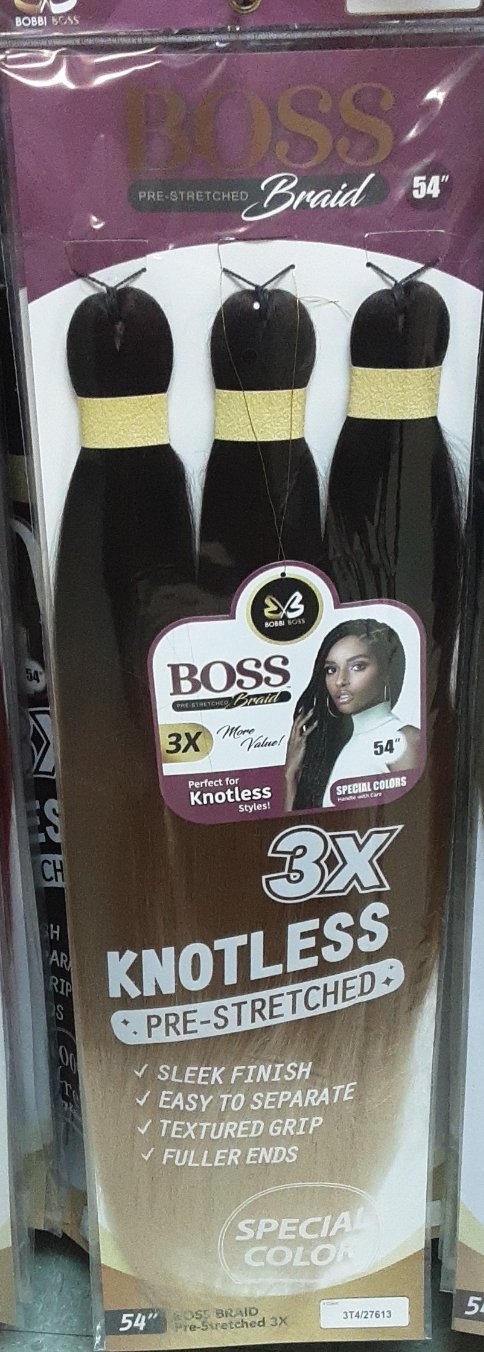 BOBBI BOSS
BOSS
PRE-STRETCHED Braid 54"
BOBBI BOSS
BOSS
PRE-STRETCHED Braid
3X More Value!
54"
Perfect for
Knotless
Styles!
SPECIAL COLORS
Handle with Care
3X
KNOTLESS
PRE-STRETCHED
✓ SLEEK FINISH
✓ EASY TO SEPARATE
✓ TEXTURED GRIP
✓ FULLER ENDS
SPECIAL
COLOR
54" BOSS BRAID
Pre-Stretched 3X
3T4/27613
54"